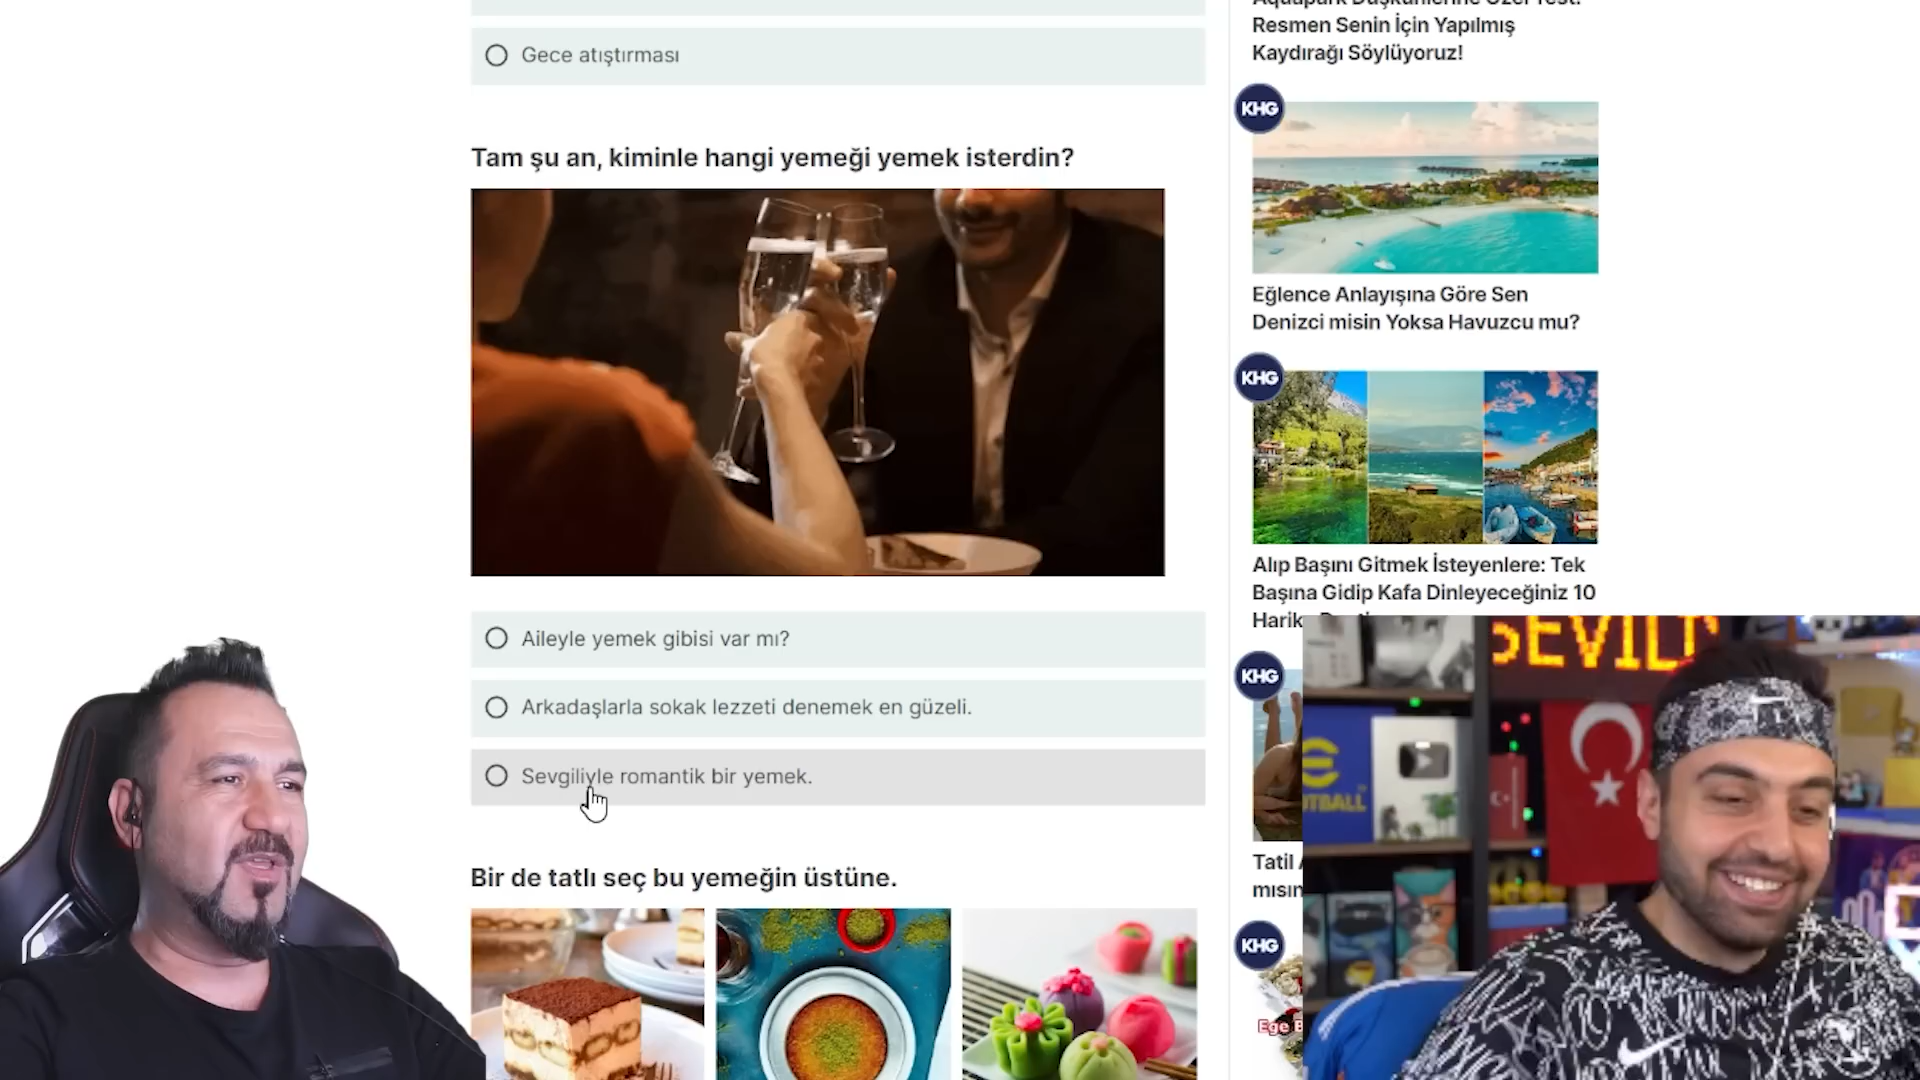 Gece atıştırması
Tam şu an, kiminle hangi yemeği yemek isterdin?
Aileyle yemek gibisi var mı?
Arkadaşlarla sokak lezzeti denemek en güzeli.
Sevgiliyle romantik bir yemek.
Bir de tatlı seç bu yemeğin üstüne.
Resmen Senin İçin Yapılmış
Kaydırağı Söylüyoruz!
KHG
Eğlence Anlayışına Göre Sen
Denizci misin Yoksa Havuzcu mu?
KHG
Alıp Başını Gitmek İsteyenlere: Tek
Başına Gidip Kafa Dinleyeceğiniz 10
KHG
Tatil
KHG
Ege